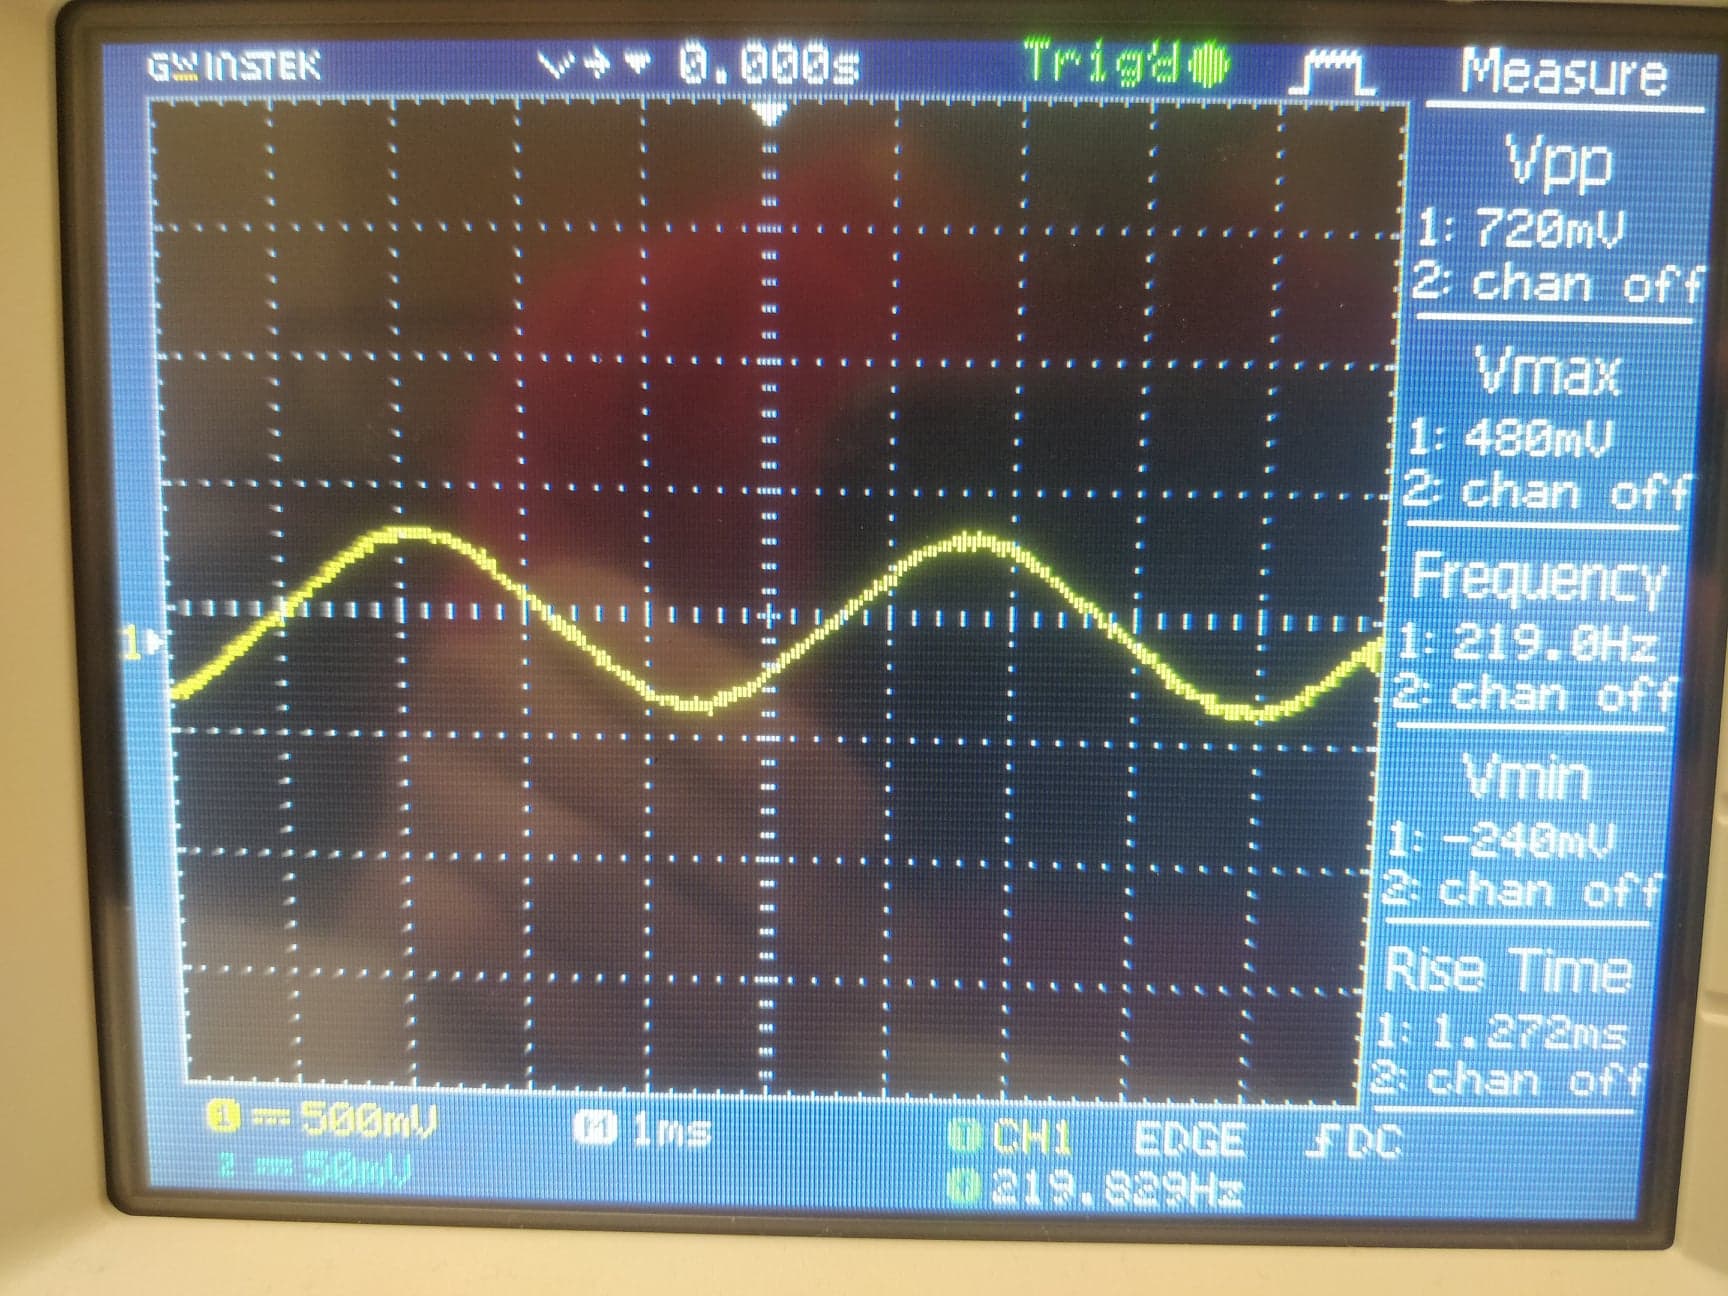 GWINSTEK 0.000s Trig'd Measure
Vpp
1: 720mV
2: chan off
Vmax
1: 480mV
2: chan off
Frequency
1: 219.0Hz
2: chan off
Vmin
1: -240mV
2: chan off
Rise Time
1: 1.272ms
2: chan off
1
1 500mV M 1ms T CH1 EDGE DC
2 50mV 219.829Hz